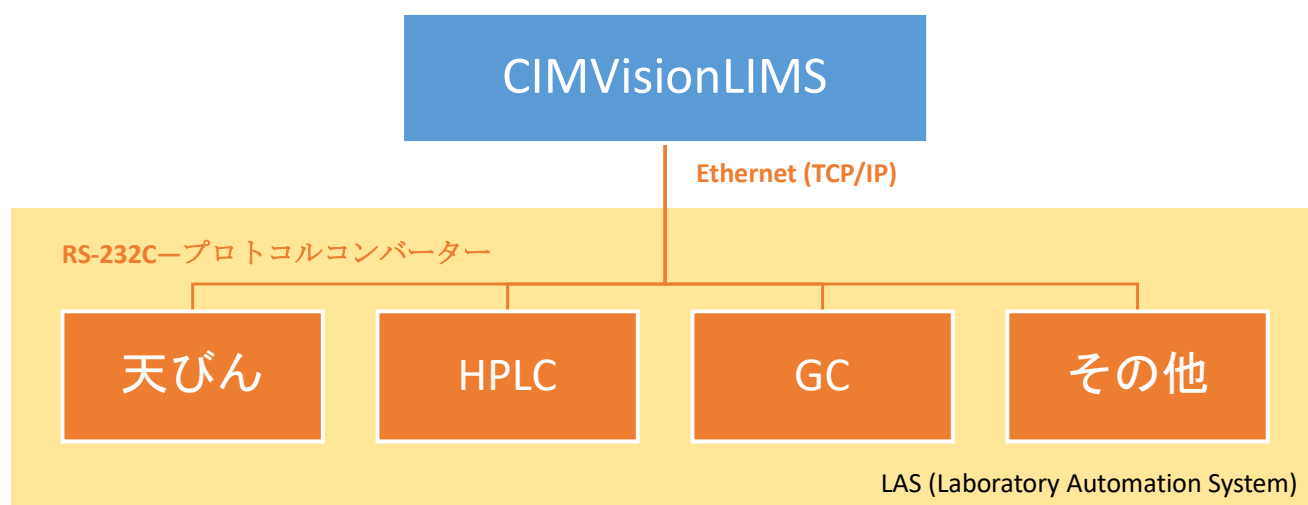 CIMVisionLIMS
Ethernet (TCP/IP)
RS-232C—プロトコルコンバーター
天びん
HPLC
GC
その他
LAS (Laboratory Automation System)